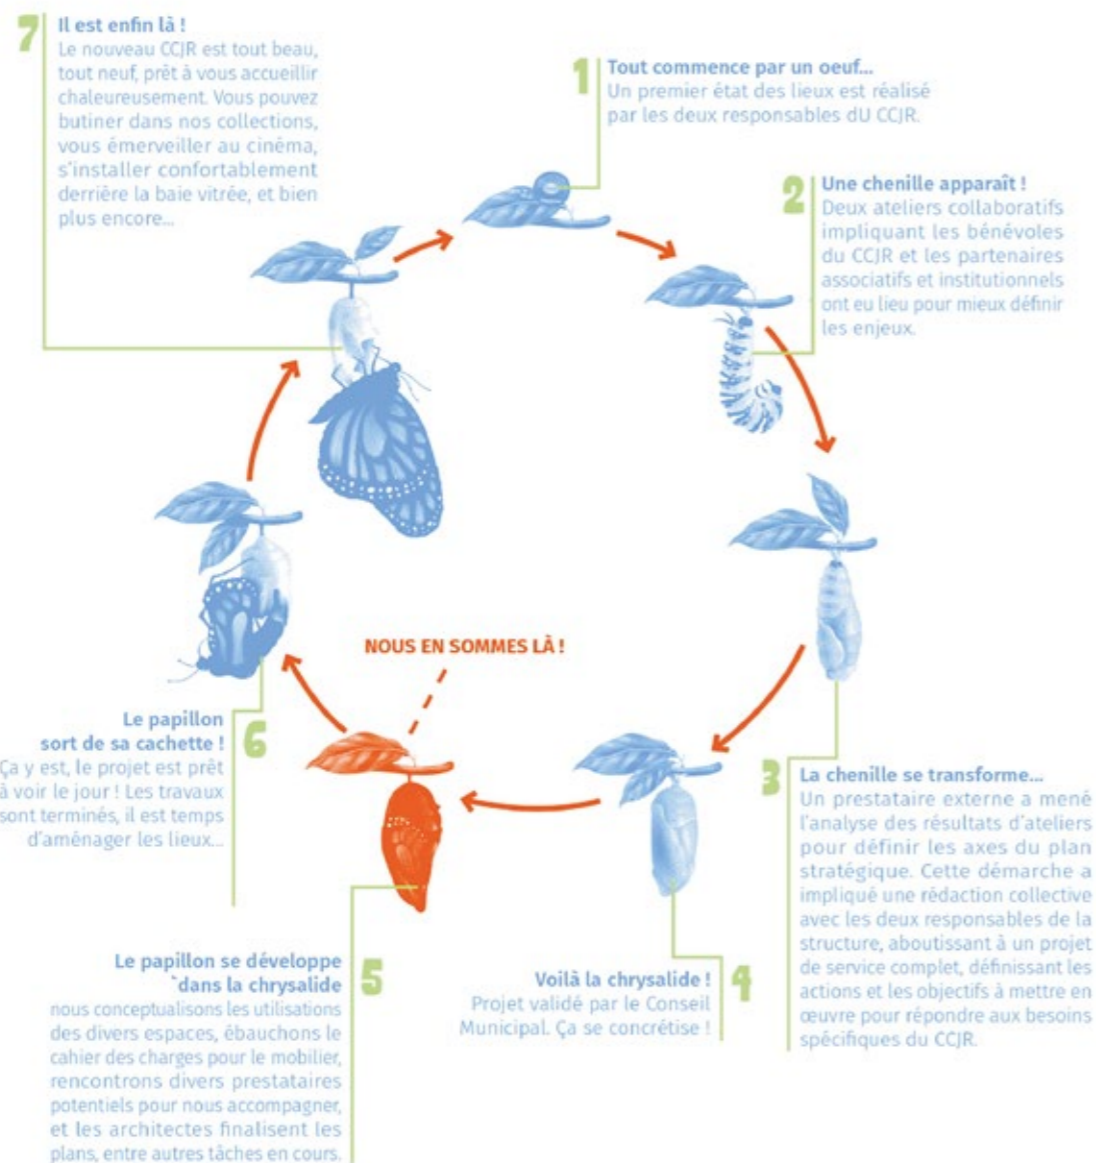 7
Il est enfin là !
Le nouveau CCJR est tout beau,
tout neuf, prêt à vous accueillir
chaleureusement. Vous pouvez
butiner dans nos collections,
vous émerveiller au cinéma,
s'installer confortablement
derrière la baie vitrée, et bien
plus encore...
1
Tout commence par un oeuf...
Un premier état des lieux est réalisé
par les deux responsables dU CCJR.
2
Une chenille apparaît !
Deux ateliers collaboratifs
impliquant les bénévoles
du CCJR et les partenaires
associatifs et institutionnels
ont eu lieu pour mieux définir
les enjeux.
NOUS EN SOMMES LÀ !
6
Le papillon
sort de sa cachette !
Ça y est, le projet est prêt
à voir le jour ! Les travaux
sont terminés, il est temps
d'aménager les lieux...
3
La chenille se transforme...
Un prestataire externe a mené
l'analyse des résultats d'ateliers
pour définir les axes du plan
stratégique. Cette démarche a
impliqué une rédaction collective
avec les deux responsables de la
structure, aboutissant à un projet
de service complet, définissant les
actions et les objectifs à mettre en
œuvre pour répondre aux besoins
spécifiques du CCJR.
5
Le papillon se développe
`dans la chrysalide
nous conceptualisons les utilisations
des divers espaces, ébauchons le
cahier des charges pour le mobilier,
rencontrons divers prestataires
potentiels pour nous accompagner,
et les architectes finalisent les
plans, entre autres tâches en cours.
4
Voilà la chrysalide !
Projet validé par le Conseil
Municipal. Ça se concrétise !